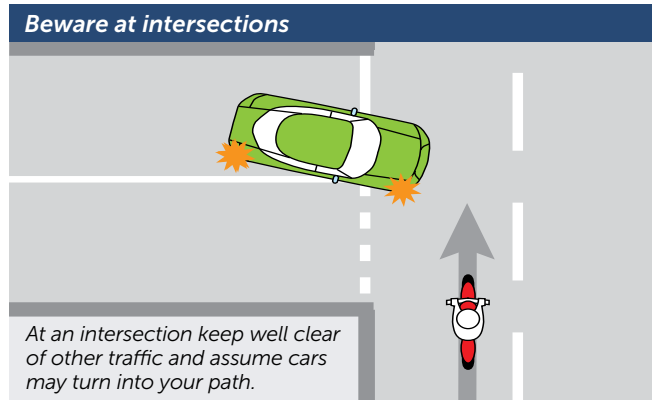 Beware at intersections
At an intersection keep well clear
of other traffic and assume cars
may turn into your path.